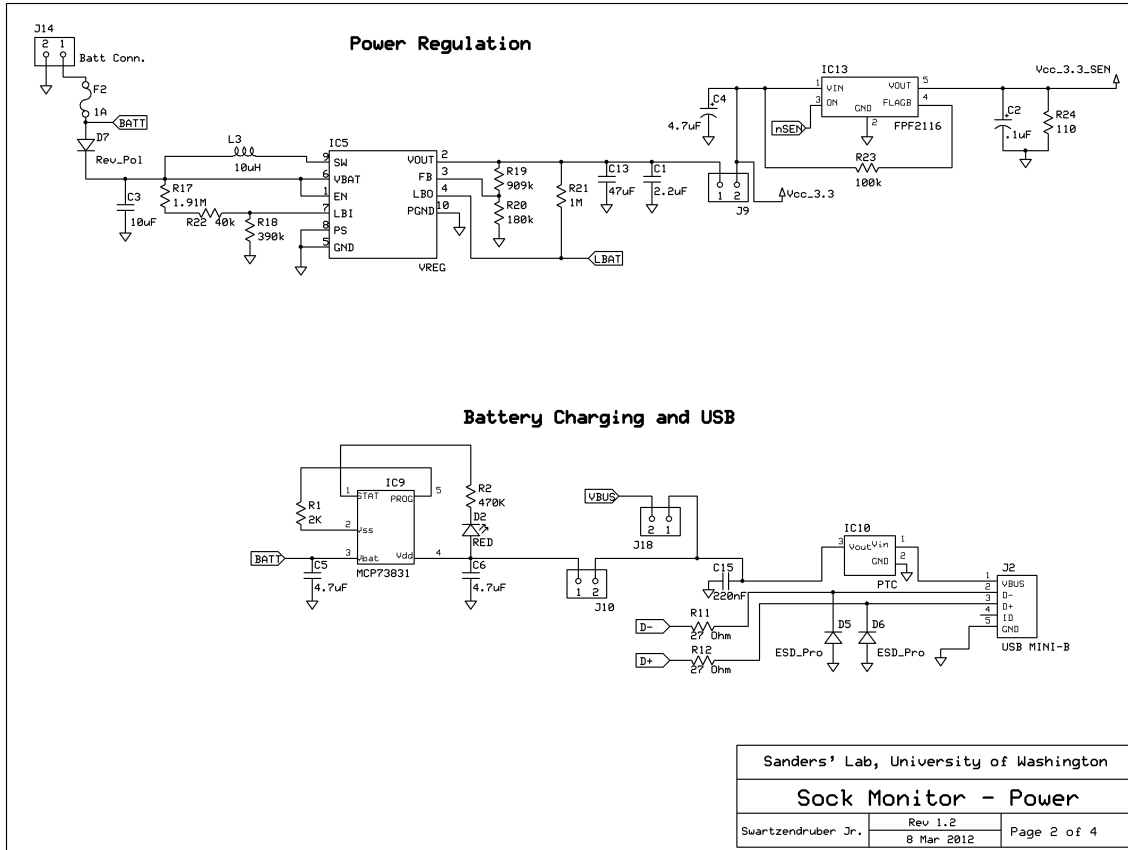 Power Regulation
J14
2 1
Batt Conn.
F2
1A
BATT
D7
Rev_Pol
L3
10uH
C3
10uF
R17
1.91M
R22 40k
R18
390k
IC5
9 SW
6 VBAT
1 EN
7 LBI
8 PS
5 GND
VOUT 2
FB 3
LBO 4
PGND 10
VREG
R19
909k
R20
180k
R21
1M
C13
47uF
C1
2.2uF
LBAT
1 2
J9
Vcc_3.3
C4
4.7uF
IC13
1 VIN
3 ON
VOUT 5
FLAGB 4
GND
2
FPF2116
nSEN
R23
100k
Vcc_3.3_SEN
C2
.1uF
R24
110
Battery Charging and USB
IC9
1 STAT
2 Vss
3 Vbat
PROG 5
Vdd 4
MCP73831
R1
2K
R2
470K
D2
RED
BATT
C5
4.7uF
C6
4.7uF
1 2
J10
VBUS
2 1
J18
C15
220nF
IC10
3 Vout
Vin 1
GND 2
PTC
J2
1 VBUS
2 D-
3 D+
4 ID
5 GND
USB MINI-B
D-
R11
27 Ohm
D+
R12
27 Ohm
D5
ESD_Pro
D6
ESD_Pro
Sanders' Lab, University of Washington
Sock Monitor - Power
Swartzendruber Jr.
Rev 1.2
8 Mar 2012
Page 2 of 4